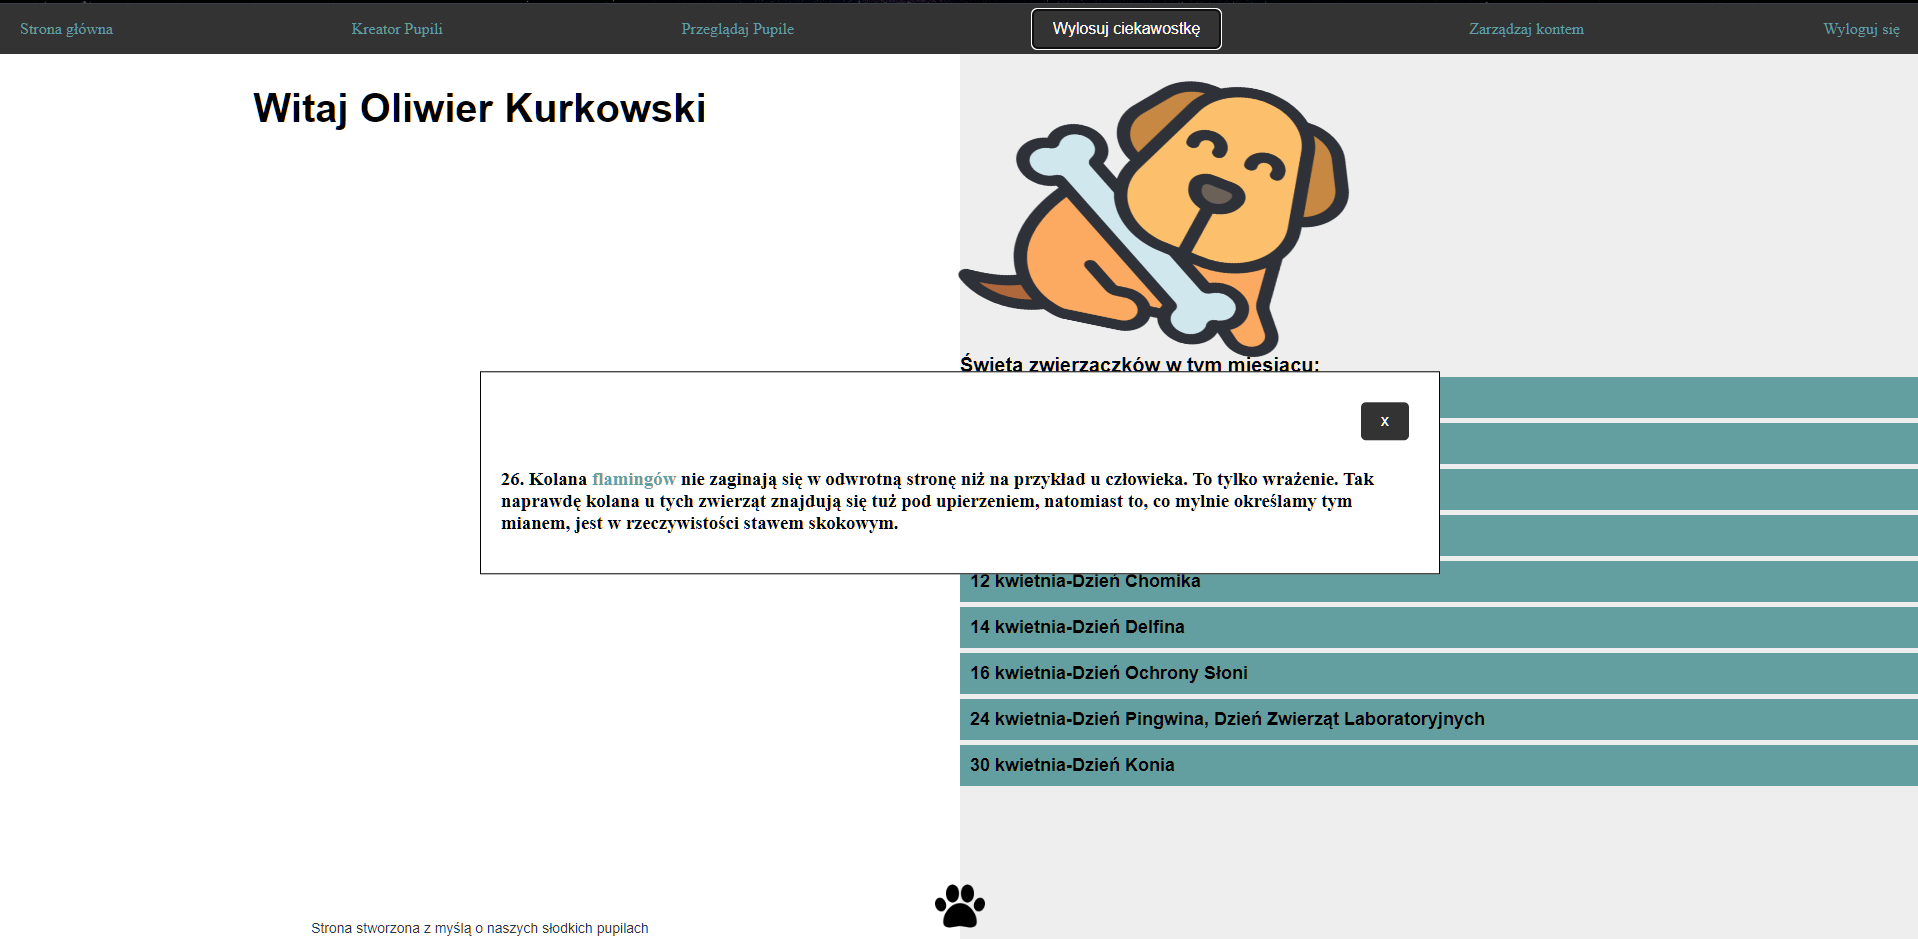 Strona główna
Kreator Pupili
Przeglądaj Pupile
Wylosuj ciekawostkę
Zarządzaj kontem
Wyloguj się
Witaj Oliwier Kurkowski
Święta zwierzaczków w tym miesiącu:
x
26. Kolana flamingów nie zaginają się w odwrotną stronę niż na przykład u człowieka. To tylko wrażenie. Tak
naprawdę kolana u tych zwierząt znajdują się tuż pod upierzeniem, natomiast to, co mylnie określamy tym
mianem, jest w rzeczywistości stawem skokowym.
12 kwietnia-Dzień Chomika
14 kwietnia-Dzień Delfina
16 kwietnia-Dzień Ochrony Słoni
24 kwietnia-Dzień Pingwina, Dzień Zwierząt Laboratoryjnych
30 kwietnia-Dzień Konia
Strona stworzona z myślą o naszych słodkich pupilach